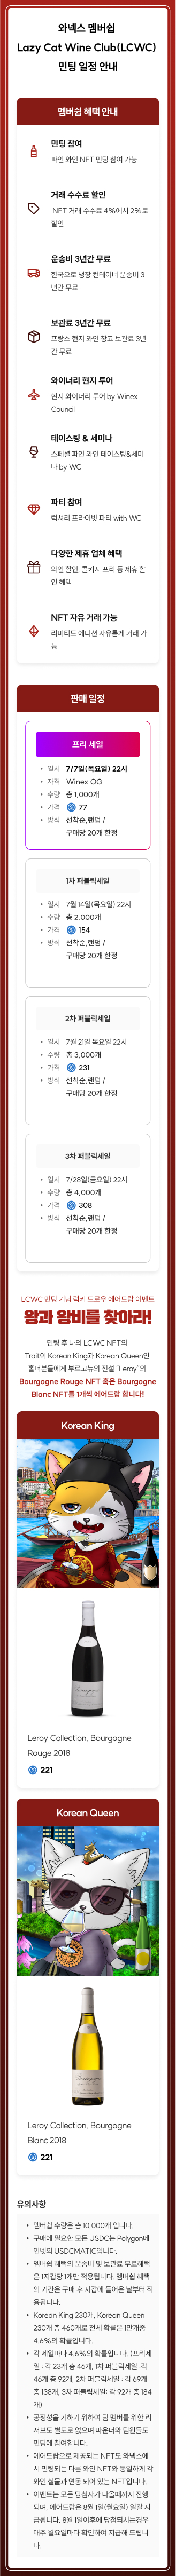 와넥스 멤버쉽
Lazy Cat Wine Club(LCWC)
민팅 일정 안내
멤버쉽 혜택 안내
민팅 참여
파인 와인 NFT 민팅 참여 가능
거래 수수료 할인
NFT 거래 수수료 4%에서 2%로
할인
운송비 3년간 무료
한국으로 냉장 컨테이너 운송비 3
년간 무료
보관료 3년간 무료
프랑스 현지 와인 창고 보관료 3년
간 무료
와이너리 현지 투어
현지 와이너리 투어 by Winex
Council
테이스팅 & 세미나
스페셜 파인 와인 테이스팅&세미
나 by WC
파티 참여
럭셔리 프라이빗 파티 with WC
다양한 제휴 업체 혜택
와인 할인, 콜키지 프리 등 제휴 할
인 혜택
NFT 자유 거래 가능
리미티드 에디션 자유롭게 거래 가
능
판매 일정
프리 세일
• 일시 7/7일(목요일) 22시
• 자격 Winex OG
• 수량 총 1,000개
• 가격 77
• 방식 선착순,랜덤 /
구매당 20개 한정
1차 퍼블릭세일
• 일시 7월 14일(목요일) 22시
• 수량 총 2,000개
• 가격 154
• 방식 선착순,랜덤 /
구매당 20개 한정
2차 퍼블릭세일
• 일시 7월 21일 목요일 22시
• 수량 총 3,000개
• 가격 231
• 방식 선착순,랜덤 /
구매당 20개 한정
3차 퍼블릭세일
• 일시 7/28일(금요일) 22시
• 수량 총 4,000개
• 가격 308
• 방식 선착순,랜덤 /
구매당 20개 한정
LCWC 민팅 기념 럭키 드로우 에어드랍 이벤트
왕과 왕비를 찾아라!
민팅 후 나의 LCWC NFT의
Trait이 Korean King과 Korean Queen인
홀더분들에게 부르고뉴의 전설 "Leroy"의
Bourgogne Rouge NFT 혹은 Bourgogne
Blanc NFT를 1개씩 에어드랍 합니다!
Korean King
Leroy Collection, Bourgogne
Rouge 2018
221
Korean Queen
Leroy Collection, Bourgogne
Blanc 2018
221
유의사항
• 멤버쉽 수량은 총 10,000개 입니다.
• 구매에 필요한 모든 USDC는 Polygon메
인넷의 USDCMATIC입니다.
• 멤버쉽 혜택의 운송비 및 보관료 무료혜택
은 1지갑당 1개만 적용됩니다. 멤버쉽 혜택
의 기간은 구매 후 지갑에 들어온 날부터 적
용됩니다.
• Korean King 230개, Korean Queen
230개 총 460개로 전체 확률은 1만개중
4.6%의 확률입니다.
• 각 세일마다 4.6%의 확률입니다. (프리세
일 : 각 23개 총 46개, 1차 퍼블릭세일 :각
46개 총 92개, 2차 퍼블릭세일 : 각 69개
총 138개, 3차 퍼블릭세일: 각 92개 총 184
개)
• 공정성을 기하기 위하여 팀 멤버를 위한 리
저브도 별도로 없으며 파운더와 팀원들도
민팅에 참여합니다.
• 에어드랍으로 제공되는 NFT도 와넥스에
서 민팅되는 다른 와인 NFT와 동일하게 각
와인 실물과 연동 되어 있는 NFT입니다.
• 이벤트는 모든 당첨자가 나올때까지 진행
되며, 에어드랍은 8월 1일(월요일) 일괄 지
급됩니다. 8월 1일이후에 당첨되시는경우
매주 월요일마다 확인하여 지급해 드립니
다.